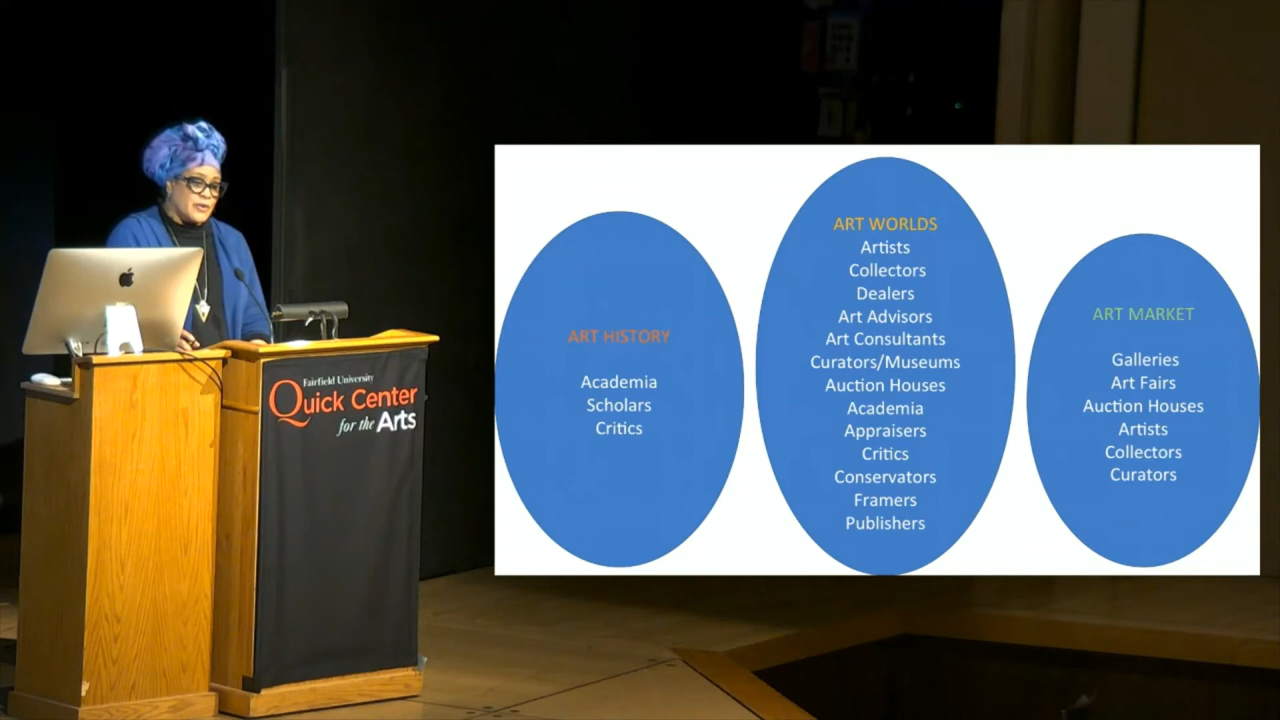 Fairfield University
Quick Center
for the Arts
ART HISTORY
Academia
Scholars
Critics
ART WORLDS
Artists
Collectors
Dealers
Art Advisors
Art Consultants
Curators/Museums
Auction Houses
Academia
Appraisers
Critics
Conservators
Framers
Publishers
ART MARKET
Galleries
Art Fairs
Auction Houses
Artists
Collectors
Curators